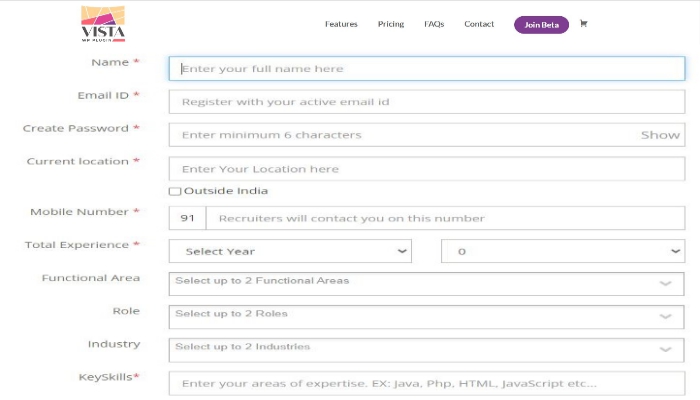 VISTA
WP PLUGIN
Features Pricing FAQs Contact Join Beta
Name * Enter your full name here
Email ID * Register with your active email id
Create Password * Enter minimum 6 characters Show
Current location * Enter Your Location here
Outside India
Mobile Number * 91 Recruiters will contact you on this number
Total Experience * Select Year 0
Functional Area Select up to 2 Functional Areas
Role Select up to 2 Roles
Industry Select up to 2 Industries
KeySkills* Enter your areas of expertise. EX: Java, Php, HTML, JavaScript etc...